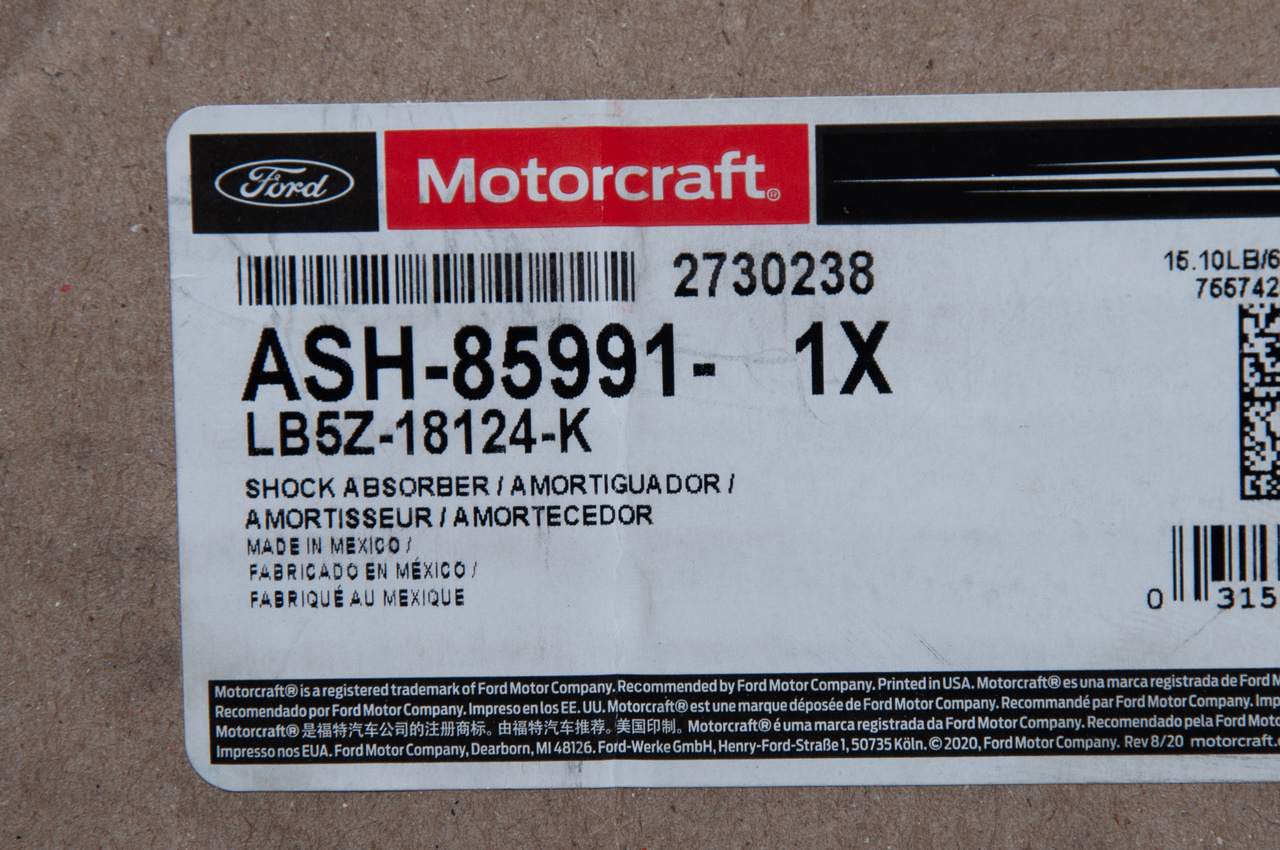 Ford Motorcraft®
2730238
15.10LB/6
765742
ASH-85991- 1X
LB5Z-18124-K
SHOCK ABSORBER / AMORTIGUADOR /
AMORTISSEUR / AMORTECEDOR
MADE IN MEXICO /
FABRICADO EN MÉXICO /
FABRIQUÉ AU MEXIQUE
0 315
Motorcraft® is a registered trademark of Ford Motor Company. Recommended by Ford Motor Company. Printed in USA. Motorcraft® es una marca registrada de Ford M
Recomendado por Ford Motor Company. Impreso en los EE. UU. Motorcraft® est une marque déposée de Ford Motor Company. Recommandé par Ford Motor Company. Imp
Motorcraft® 是福特汽车公司的注册商标。由福特汽车推荐。美国印制。Motorcraft® é uma marca registrada da Ford Motor Company. Recomendado pela Ford Moto
Impresso nos EUA. Ford Motor Company, Dearborn, MI 48126. Ford-Werke GmbH, Henry-Ford-Straße 1, 50735 Köln. © 2020, Ford Motor Company. Rev 8/20 motorcraft.